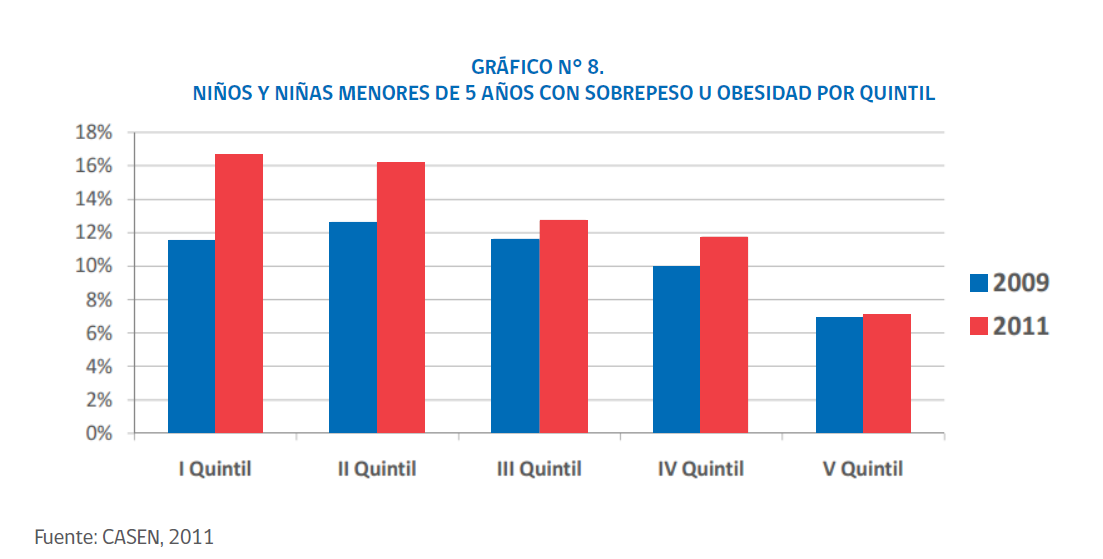 GRÁFICO N° 8.
NIÑOS Y NIÑAS MENORES DE 5 AÑOS CON SOBREPESO U OBESIDAD POR QUINTIL
18%
16%
14%
12%
10%
8%
6%
4%
2%
0%
I Quintil
II Quintil
III Quintil
IV Quintil
V Quintil
2009
2011
Fuente: CASEN, 2011